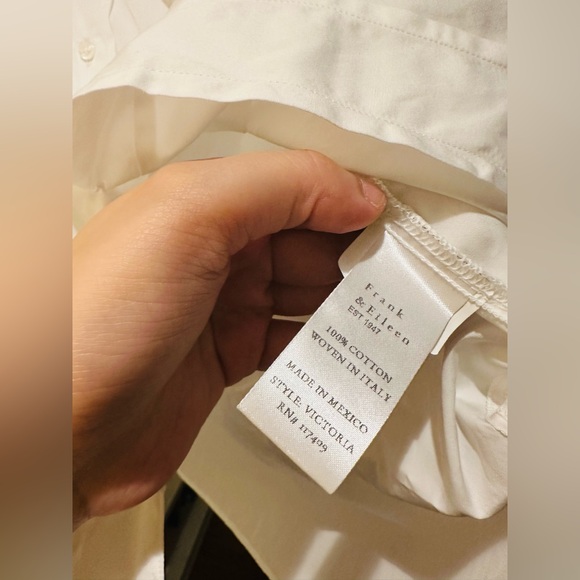 Frank
& Eileen
EST 1947
100% COTTON
WOVEN IN ITALY
MADE IN MEXICO
STYLE: VICTORIA
RN# 117499